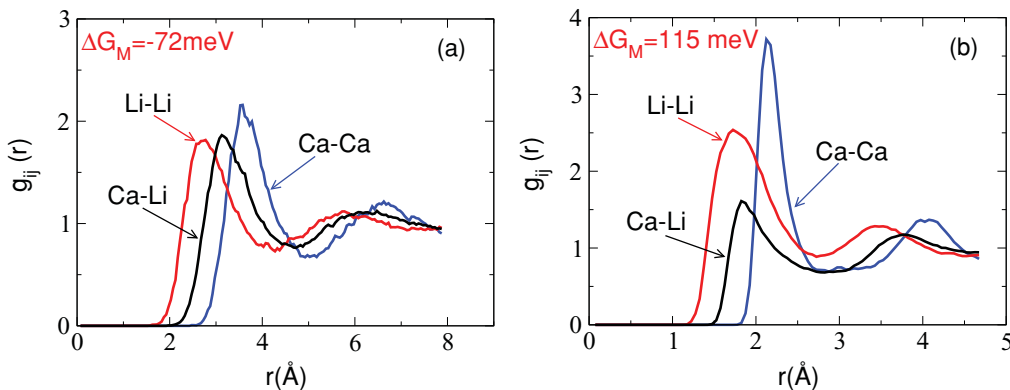 ΔG_M=-72meV
(a)
Li-Li
Ca-Ca
Ca-Li
g_ij (r)
3
2
1
0
0 2 4 6 8
r(Å)
ΔG_M=115 meV
(b)
Li-Li
Ca-Ca
Ca-Li
g_ij (r)
4
3
2
1
0
0 1 2 3 4 5
r(Å)